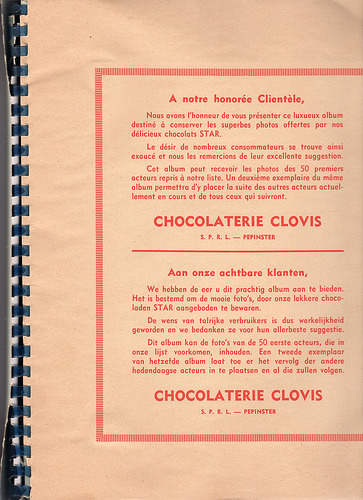 A notre honorée Clientèle,
Nous avons l'honneur de vous présenter ce luxueux album
destiné à conserver les superbes photos offertes par nos
délicieux chocolats STAR.
Le désir de nombreux consommateurs se trouve ainsi
exaucé et nous les remercions de leur excellente suggestion.
Cet album peut recevoir les photos des 50 premiers
acteurs repris à notre liste. Un deuxième exemplaire du même
album permettra d'y placer la suite des autres acteurs actuel-
lement en cours et de tous ceux qui suivront.
CHOCOLATERIE CLOVIS
S. P. R. L. — PEPINSTER
Aan onze achtbare klanten,
We hebben de eer u dit prachtig album aan te bieden.
Het is bestemd om de mooie foto's, door onze lekkere choco-
loden STAR aangeboden te bewaren.
De wens van talrijke verbruikers is dus werkelijkheid
geworden en we bedanken ze voor hun allerbeste suggestie.
Dit album kan de foto's van de 50 eerste acteurs, die in
onze lijst voorkomen, inhouden. Een tweede exemplaar
van hetzefde album laat toe er het vervolg der andere
hedendaagse acteurs in te plaatsen en al die zullen volgen.
CHOCOLATERIE CLOVIS
S. P. R. L. — PEPINSTER